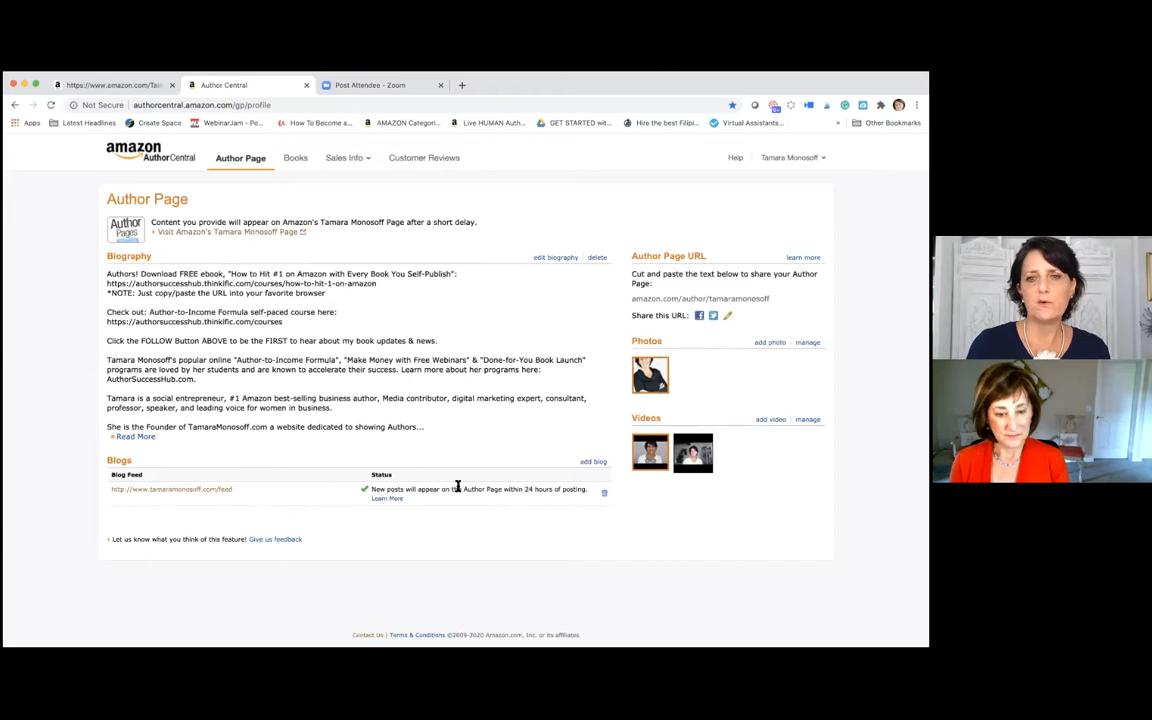 https://www.amazon.com/Tam
Author Central
Post Attendee - Zoom
Not Secure
authorcentral.amazon.com/gp/profile
Apps
Latest Headlines
Create Space
WebinarJam - Po...
How To Become a...
AMAZON Categori...
Live HUMAN Auth...
GET STARTED wit...
Hire the best Filipi...
Virtual Assistants...
»
Other Bookmarks
amazon
AuthorCentral
Author Page
Books
Sales Info
Customer Reviews
Help
Tamara Monosoff
Author Page
Author
Pages
Content you provide will appear on Amazon's Tamara Monosoff Page after a short delay.
Visit Amazon's Tamara Monosoff Page
Biography
edit biography
delete
Authors! Download FREE ebook, "How to Hit #1 on Amazon with Every Book You Self-Publish":
https://authorsuccesshub.thinkific.com/courses/how-to-hit-1-on-amazon
*NOTE: Just copy/paste the URL into your favorite browser
Check out: Author-to-Income Formula self-paced course here:
https://authorsuccesshub.thinkific.com/courses
Click the FOLLOW Button ABOVE to be the FIRST to hear about my book updates & news.
Tamara Monosoff's popular online "Author-to-Income Formula", "Make Money with Free Webinars" & "Done-for-You Book Launch"
programs are loved by her students and are known to accelerate their success. Learn more about her programs here:
AuthorSuccessHub.com.
Tamara is a social entrepreneur, #1 Amazon best-selling business author, Media contributor, digital marketing expert, consultant,
professor, speaker, and leading voice for women in business.
She is the Founder of TamaraMonosoff.com a website dedicated to showing Authors...
»Read More
Blogs
add blog
Blog Feed
Status
http://www.tamaramonosoff.com/feed
New posts will appear on the Author Page within 24 hours of posting.
Learn More
Let us know what you think of this feature! Give us feedback
Author Page URL
learn more
Cut and paste the text below to share your Author
Page:
amazon.com/author/tamaramonosoff
Share this URL:
Photos
add photo
manage
Videos
add video
manage
Contact Us | Terms & Conditions ©2009-2020 Amazon.com, Inc. or its affiliates